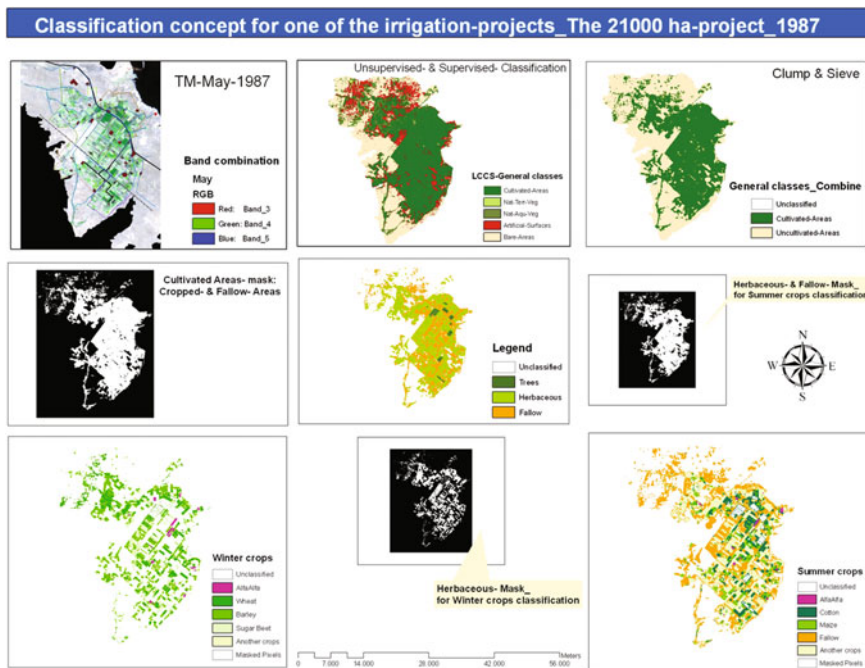 Classification concept for one of the irrigation-projects_The 21000 ha-project_1987
TM-May-1987
Band combination
May
RGB
Red: Band_3
Green: Band_4
Blue: Band_5
Unsupervised- & Supervised- Classification
LCCS-General classes
Cultivated-Areas
Nat-Terr-Veg
Nat-Aqu-Veg
Artificial-Surfaces
Bare-Areas
Clump & Sieve
General classes_Combine
Unclassified
Cultivated-Areas
Uncultivated-Areas
Cultivated Areas- mask:
Cropped- & Fallow- Areas
Legend
Unclassified
Trees
Herbaceous
Fallow
Herbaceous- & Fallow- Mask_
for Summer crops classification
N
W E
S
Winter crops
Unclassified
AlfaAlfa
Wheat
Barley
Sugar Beet
Another crops
Masked Pixels
Herbaceous- Mask_
for Winter crops classification
Meters
0 7 000 14 000 28 000 42 000 56 000
Summer crops
Unclassified
AlfaAlfa
Cotton
Maize
Fallow
Another crops
Masked Pixels